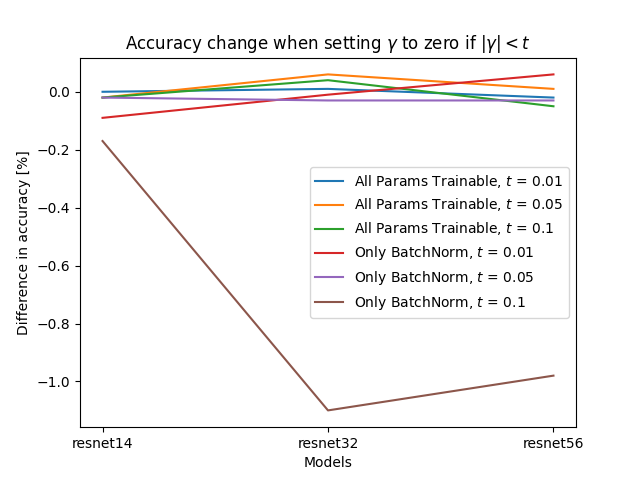 Accuracy change when setting γ to zero if |γ| < t
Difference in accuracy [%]
0.0
−0.2
−0.4
−0.6
−0.8
−1.0
All Params Trainable, t = 0.01
All Params Trainable, t = 0.05
All Params Trainable, t = 0.1
Only BatchNorm, t = 0.01
Only BatchNorm, t = 0.05
Only BatchNorm, t = 0.1
resnet14 resnet32 resnet56
Models